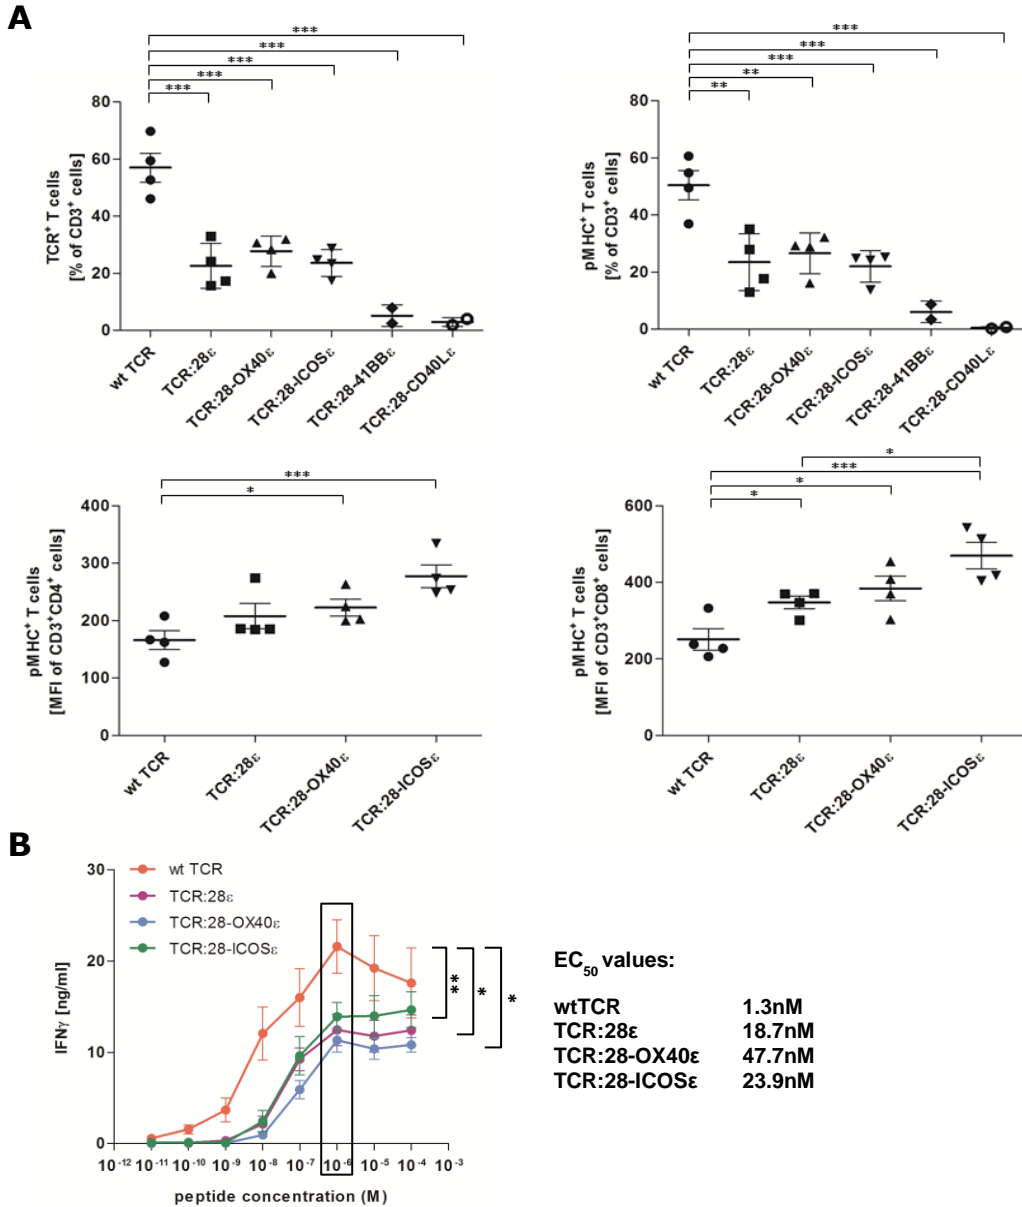 A
***
***
***
***
***
80
60
40
20
0
TCR+ T cells
[% of CD3+ cells]
wt TCR
TCR:28ε
TCR:28-OX40ε
TCR:28-ICOSε
TCR:28-41BBε
TCR:28-CD40Lε
***
***
***
**
**
80
60
40
20
0
pMHC+ T cells
[% of CD3+ cells]
wt TCR
TCR:28ε
TCR:28-OX40ε
TCR:28-ICOSε
TCR:28-41BBε
TCR:28-CD40Lε
***
*
400
300
200
100
0
pMHC+ T cells
[MFI of CD3+CD4+ cells]
wt TCR
TCR:28ε
TCR:28-OX40ε
TCR:28-ICOSε
*
***
*
*
600
400
200
0
pMHC+ T cells
[MFI of CD3+CD8+ cells]
wt TCR
TCR:28ε
TCR:28-OX40ε
TCR:28-ICOSε
B
wt TCR
TCR:28ε
TCR:28-OX40ε
TCR:28-ICOSε
30
20
10
0
IFNγ [ng/ml]
**
*
*
10-12 10-11 10-10 10-9 10-8 10-7 10-6 10-5 10-4 10-3
peptide concentration (M)
EC50 values:
wtTCR 1.3nM
TCR:28ε 18.7nM
TCR:28-OX40ε 47.7nM
TCR:28-ICOSε 23.9nM